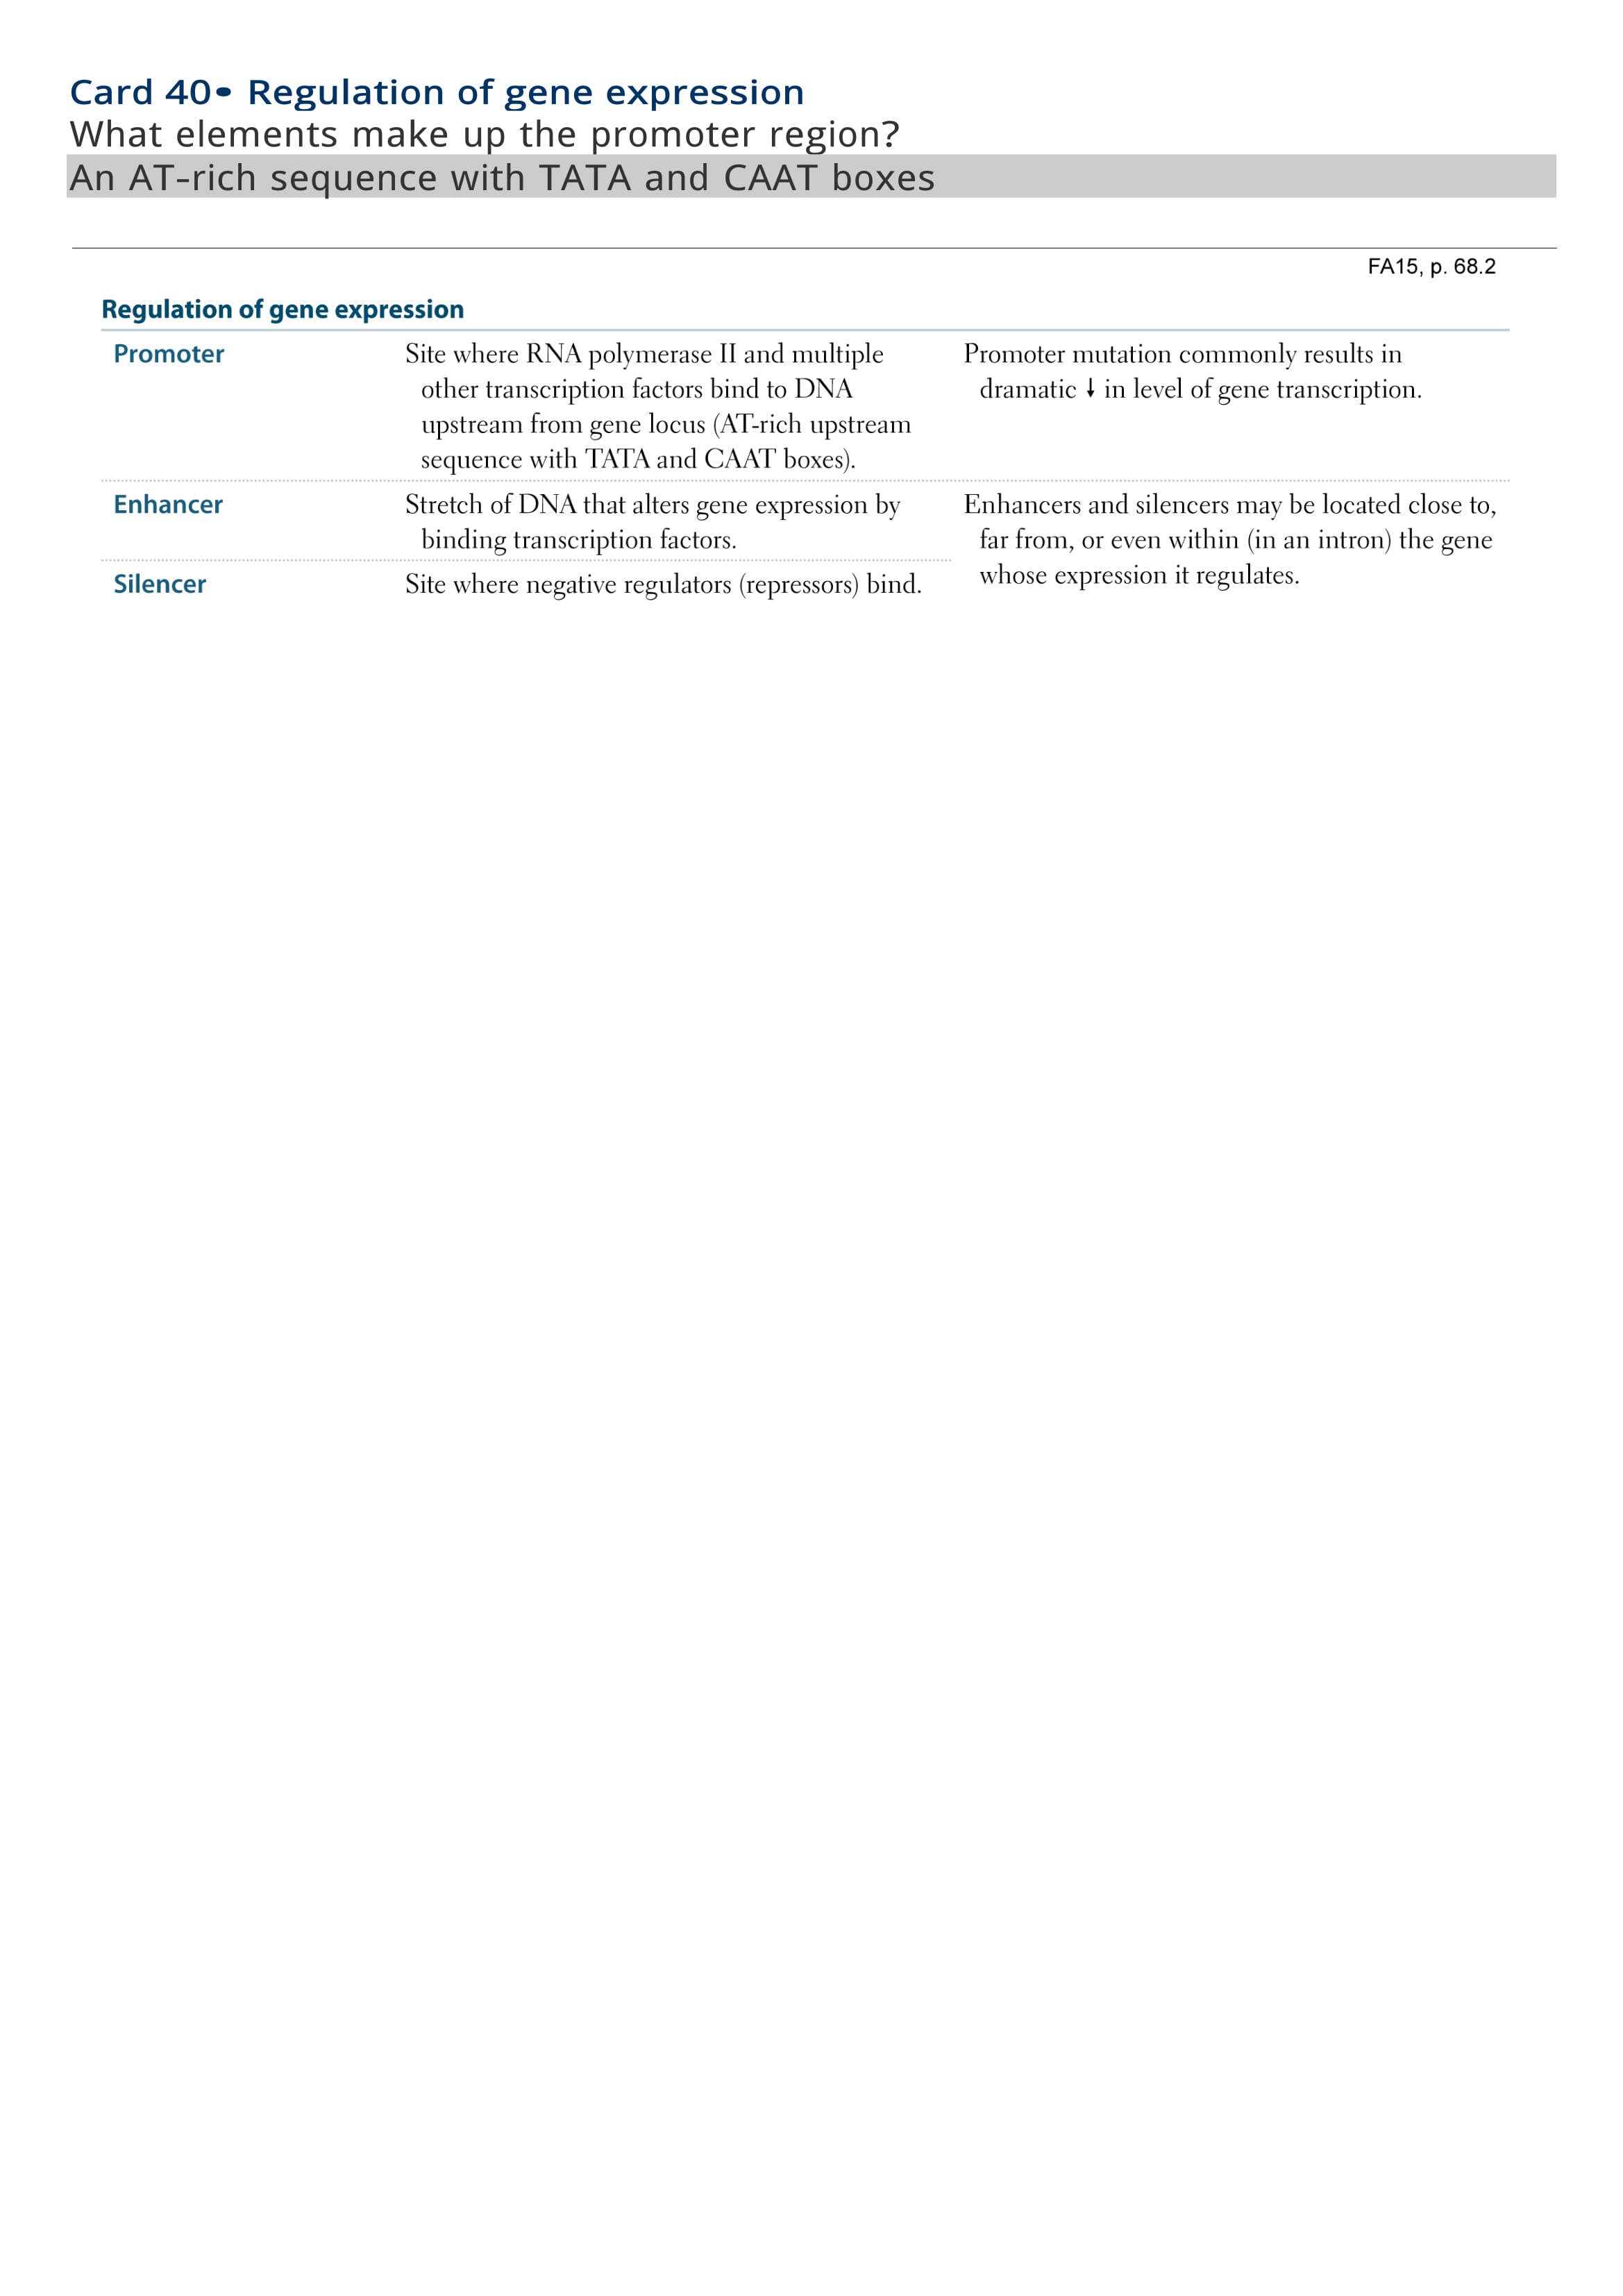 Card 40• Regulation of gene expression
What elements make up the promoter region?
An AT-rich sequence with TATA and CAAT boxes
FA15, p. 68.2
Regulation of gene expression
Promoter
Site where RNA polymerase II and multiple
other transcription factors bind to DNA
upstream from gene locus (AT-rich upstream
sequence with TATA and CAAT boxes).
Promoter mutation commonly results in
dramatic ↓ in level of gene transcription.
Enhancer
Stretch of DNA that alters gene expression by
binding transcription factors.
Enhancers and silencers may be located close to,
far from, or even within (in an intron) the gene
whose expression it regulates.
Silencer
Site where negative regulators (repressors) bind.